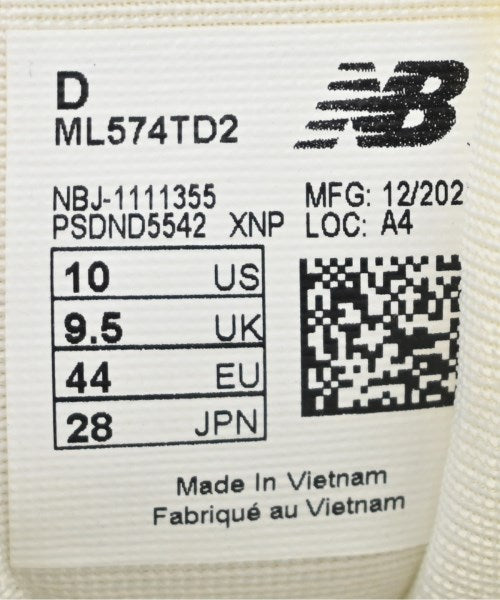 D
ML574TD2
NB
NBJ-1111355 MFG: 12/202
PSDND5542 XNP LOC: A4
10 US
9.5 UK
44 EU
28 JPN
Made In Vietnam
Fabriqué au Vietnam